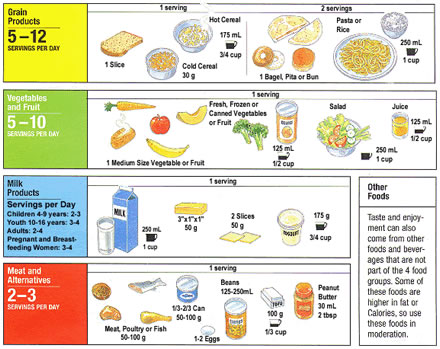 Grain
Products
5–12
SERVINGS PER DAY
1 serving
2 servings
1 Slice
Hot Cereal
175 mL
3/4 cup
Cold Cereal
30 g
1 Bagel, Pita or Bun
Pasta or
Rice
250 mL
1 cup
Vegetables
and Fruit
5–10
SERVINGS PER DAY
1 serving
1 Medium Size Vegetable or Fruit
Fresh, Frozen or
Canned Vegetables
or Fruit
125 mL
1/2 cup
Salad
250 mL
1 cup
Juice
125 mL
1/2 cup
Milk
Products
Servings per Day
Children 4-9 years: 2-3
Youth 10-16 years: 3-4
Adults: 2-4
Pregnant and Breast-
feeding Women: 3-4
1 serving
MILK
250 mL
1 cup
3"x1"x1"
50 g
2 Slices
50 g
YOGOURT
175 g
3/4 cup
Meat and
Alternatives
2–3
SERVINGS PER DAY
1 serving
Meat, Poultry or Fish
50-100 g
1/3-2/3 Can
50-100 g
1-2 Eggs
Beans
125-250mL
TOFU
100 g
1/3 cup
Peanut
Butter
30 mL
2 tbsp
Other
Foods
Taste and enjoy-
ment can also
come from other
foods and bever-
ages that are not
part of the 4 food
groups. Some of
these foods are
higher in fat or
Calories, so use
these foods in
moderation.